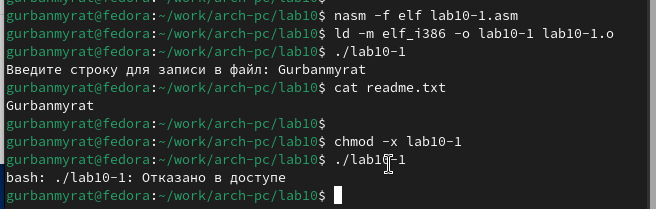 gurbanmyrat@fedora:~/work/arch-pc/lab10$ nasm -f elf lab10-1.asm
gurbanmyrat@fedora:~/work/arch-pc/lab10$ ld -m elf_i386 -o lab10-1 lab10-1.o
gurbanmyrat@fedora:~/work/arch-pc/lab10$ ./lab10-1
Введите строку для записи в файл: Gurbanmyrat
gurbanmyrat@fedora:~/work/arch-pc/lab10$ cat readme.txt
Gurbanmyrat
gurbanmyrat@fedora:~/work/arch-pc/lab10$
gurbanmyrat@fedora:~/work/arch-pc/lab10$ chmod -x lab10-1
gurbanmyrat@fedora:~/work/arch-pc/lab10$ ./lab10-1
bash: ./lab10-1: Отказано в доступе
gurbanmyrat@fedora:~/work/arch-pc/lab10$